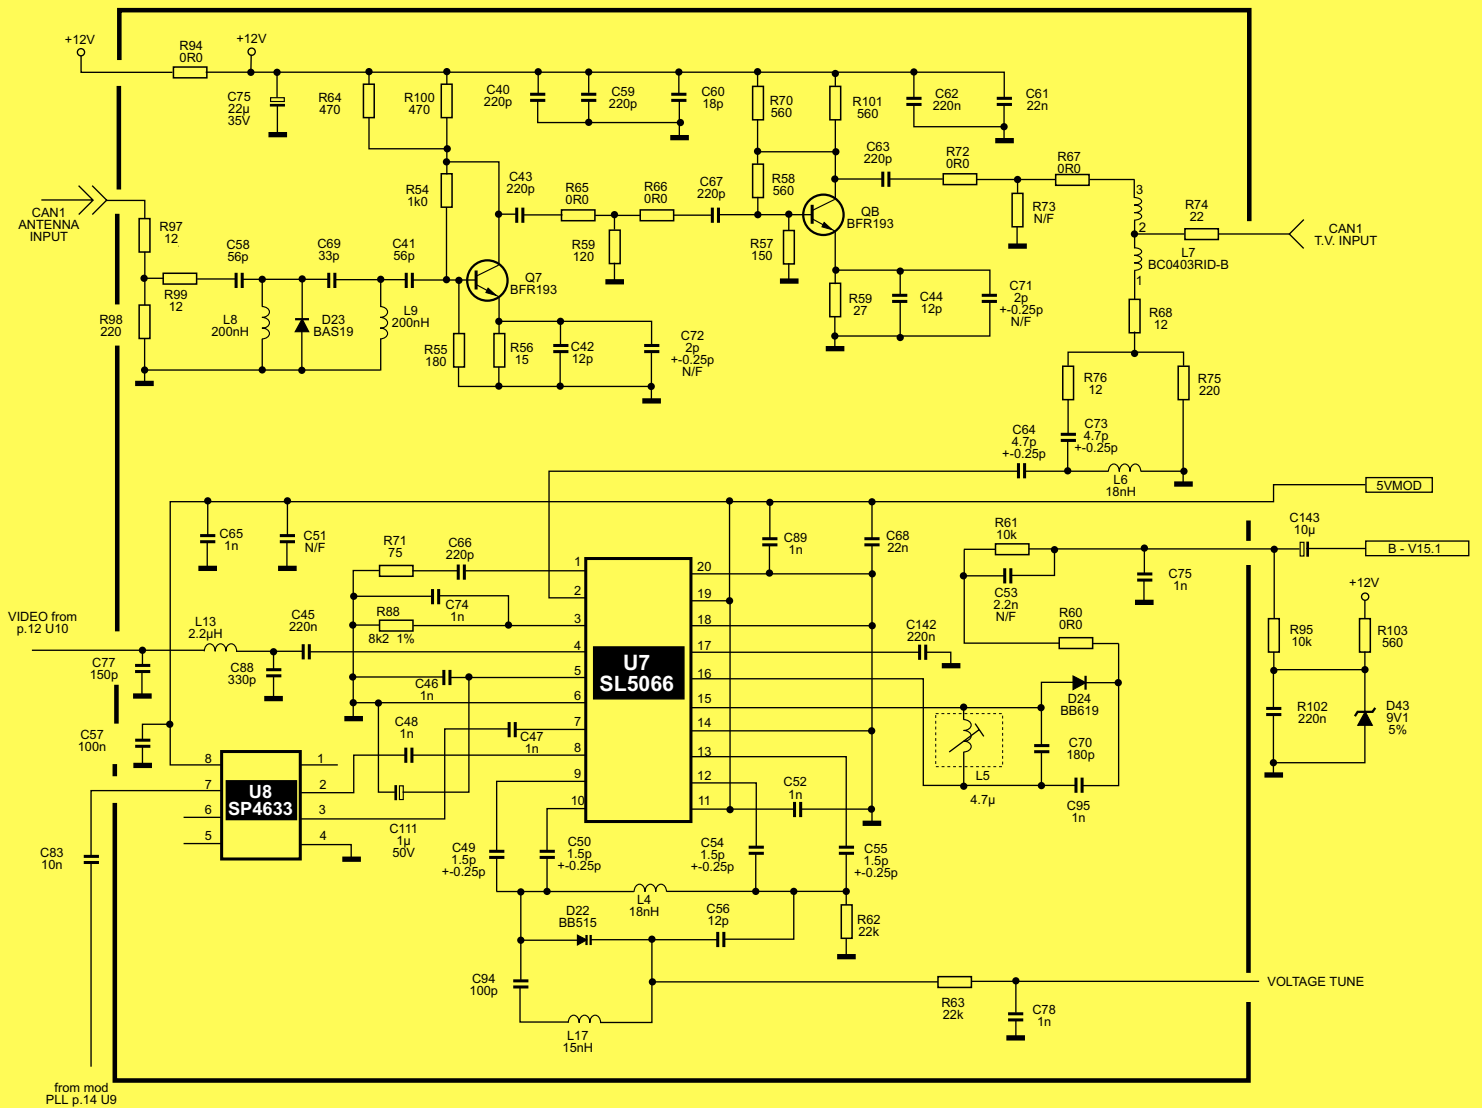 +12V
R94
0R0
+12V
C75
22µ
35V
R64
470
R100
470
C40
220p
C59
220p
C60
18p
R70
560
R101
560
C62
220n
C61
22n
CAN1
ANTENNA
INPUT
R97
12
R54
1k0
C43
220p
R65
0R0
R66
0R0
C67
220p
R58
560
C63
220p
R72
0R0
R67
0R0
R73
N/F
3
2
1
R74
22
CAN1
T.V. INPUT
L7
BC0403RID-B
C58
56p
C69
33p
C41
56p
R59
120
R57
150
QB
BFR193
R99
12
R98
220
L8
200nH
D23
BAS19
L9
200nH
Q7
BFR193
R55
180
R56
15
C42
12p
C72
2p
+-0.25p
N/F
R59
27
C44
12p
C71
2p
+-0.25p
N/F
R68
12
R76
12
R75
220
C64
4.7p
+-0.25p
C73
4.7p
+-0.25p
L6
18nH
5VMOD
C65
1n
C51
N/F
R71
75
C66
220p
C74
1n
R88
8k2 1%
C89
1n
C68
22n
R61
10k
C53
2.2n
N/F
C75
1n
C143
10µ
B - V15.1
+12V
VIDEO from
p.12 U10
L13
2.2µH
C45
220n
C77
150p
C88
330p
C46
1n
C48
1n
C47
1n
1
2
3
4
5
6
7
8
9
10
U7
SL5066
20
19
18
17
16
15
14
13
12
11
C142
220n
R60
0R0
R95
10k
R103
560
D24
BB619
R102
220n
D43
9V1
5%
C57
100n
8
7
6
5
U8
SP4633
1
2
3
4
L5
4.7µ
C70
180p
C95
1n
C52
1n
C111
1µ
50V
C83
10n
C49
1.5p
+-0.25p
C50
1.5p
+-0.25p
C54
1.5p
+-0.25p
C55
1.5p
+-0.25p
L4
18nH
D22
BB515
C56
12p
R62
22k
C94
100p
L17
15nH
R63
22k
C78
1n
VOLTAGE TUNE
from mod
PLL p.14 U9